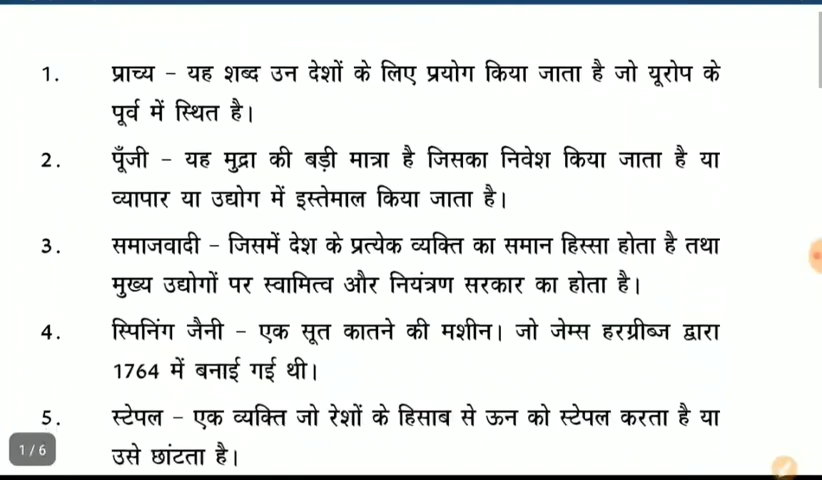 1. प्राच्य – यह शब्द उन देशों के लिए प्रयोग किया जाता है जो यूरोप के
पूर्व में स्थित है।
2. पूँजी – यह मुद्रा की बड़ी मात्रा है जिसका निवेश किया जाता है या
व्यापार या उद्योग में इस्तेमाल किया जाता है।
3. समाजवादी – जिसमें देश के प्रत्येक व्यक्ति का समान हिस्सा होता है तथा
मुख्य उद्योगों पर स्वामित्व और नियंत्रण सरकार का होता है।
4. स्पिनिंग जैनी – एक सूत कातने की मशीन। जो जेम्स हरग्रीब्ज द्वारा
1764 में बनाई गई थी।
5. स्टेपल – एक व्यक्ति जो रेशों के हिसाब से ऊन को स्टेपल करता है या
उसे छांटता है।
1/6